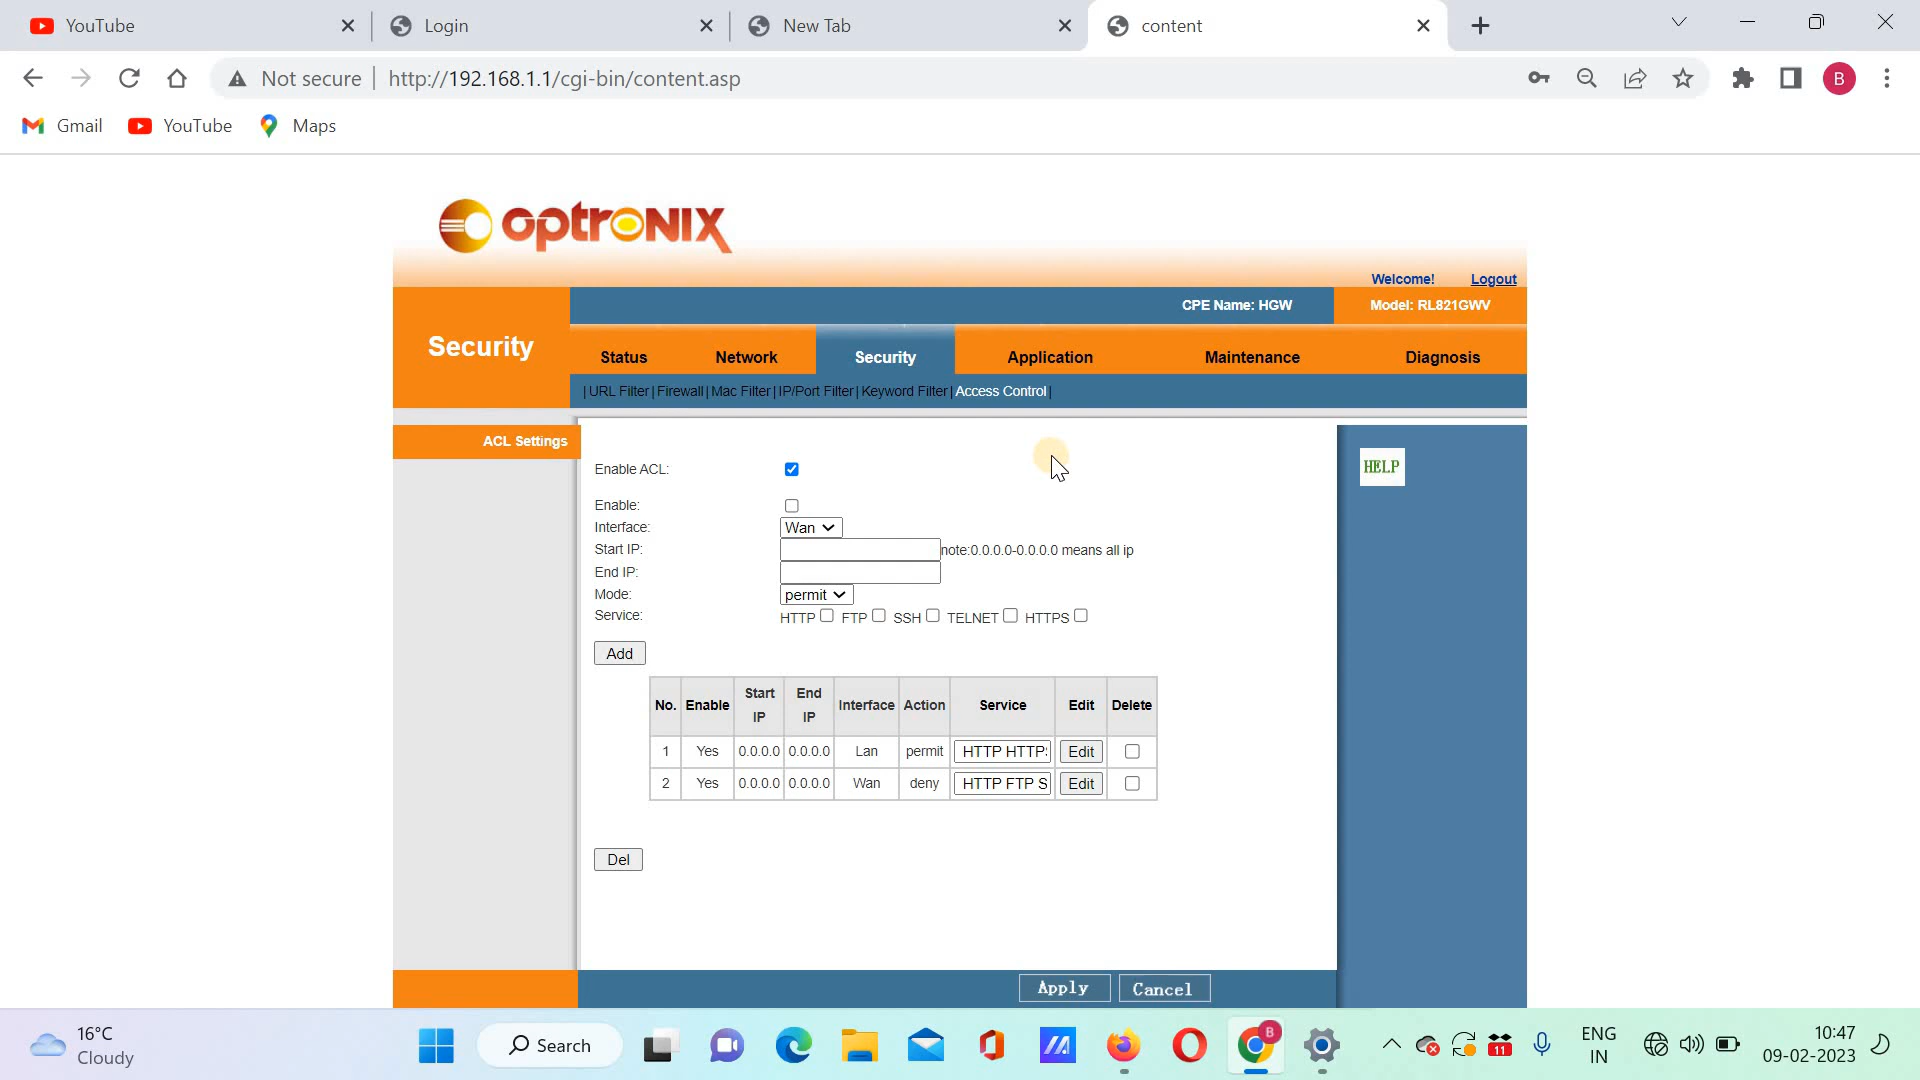 YouTube
Login
New Tab
content
Not secure
http://192.168.1.1/cgi-bin/content.asp
B
Gmail
YouTube
Maps
optronix
Welcome!
Logout
CPE Name: HGW
Model: RL821GWV
Security
Status
Network
Security
Application
Maintenance
Diagnosis
|URL Filter|Firewall|Mac Filter|IP/Port Filter|Keyword Filter|Access Control|
ACL Settings
HELP
Enable ACL:
Enable:
Interface: Wan
Start IP: note:0.0.0.0-0.0.0.0 means all ip
End IP:
Mode: permit
Service: HTTP FTP SSH TELNET HTTPS
Add
No. Enable Start IP End IP Interface Action Service Edit Delete
1 Yes 0.0.0.0 0.0.0.0 Lan permit HTTP HTTP Edit
2 Yes 0.0.0.0 0.0.0.0 Wan deny HTTP FTP S Edit
Del
Apply Cancel
16°C
Cloudy
Search
B
11
ENG
IN
10:47
09-02-2023